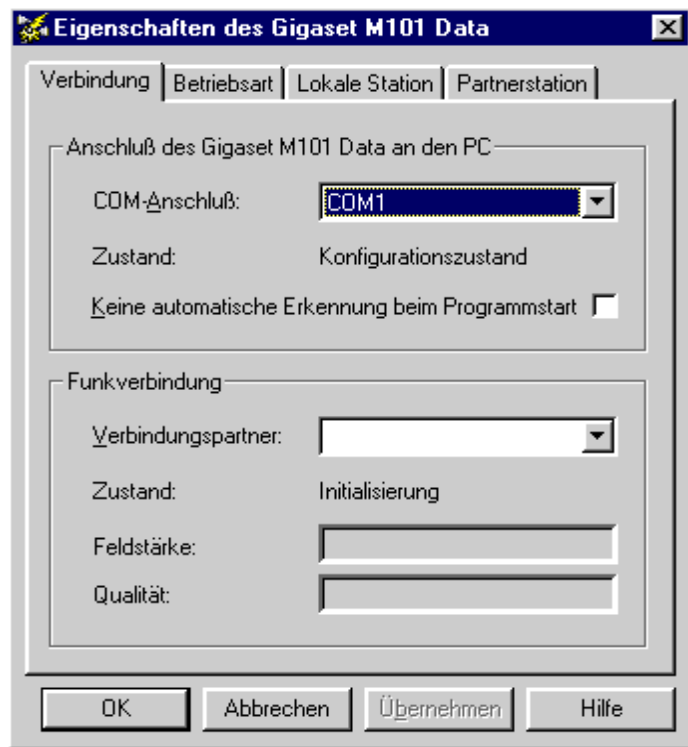 Eigenschaften des Gigaset M101 Data
Verbindung Betriebsart Lokale Station Partnerstation
Anschluß des Gigaset M101 Data an den PC
COM-Anschluß: COM1
Zustand: Konfigurationszustand
Keine automatische Erkennung beim Programmstart
Funkverbindung
Verbindungspartner:
Zustand: Initialisierung
Feldstärke:
Qualität:
OK Abbrechen Übernehmen Hilfe